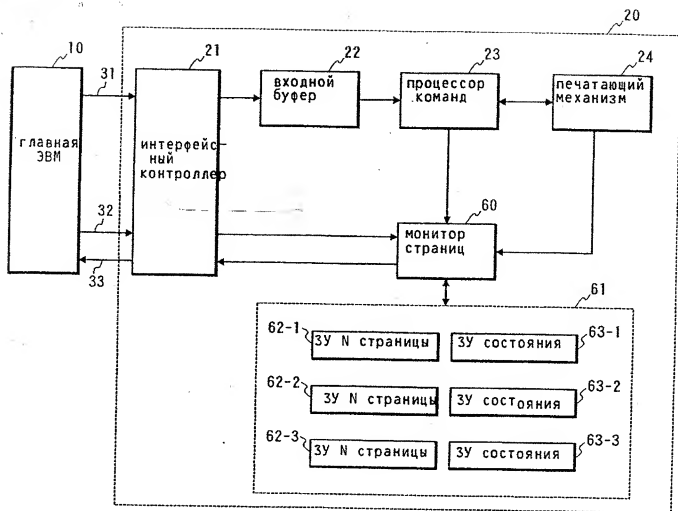 20
10
21
22
23
24
31
главная
ЭВМ
интерфейс-
ный
контроллер
входной
буфер
процессор
команд
печатающий
механизм
32
33
60
монитор
страниц
61
62-1
ЗУ N страницы
ЗУ состояния
63-1
62-2
ЗУ N страницы
ЗУ состояния
63-2
62-3
ЗУ N страницы
ЗУ состояния
63-3